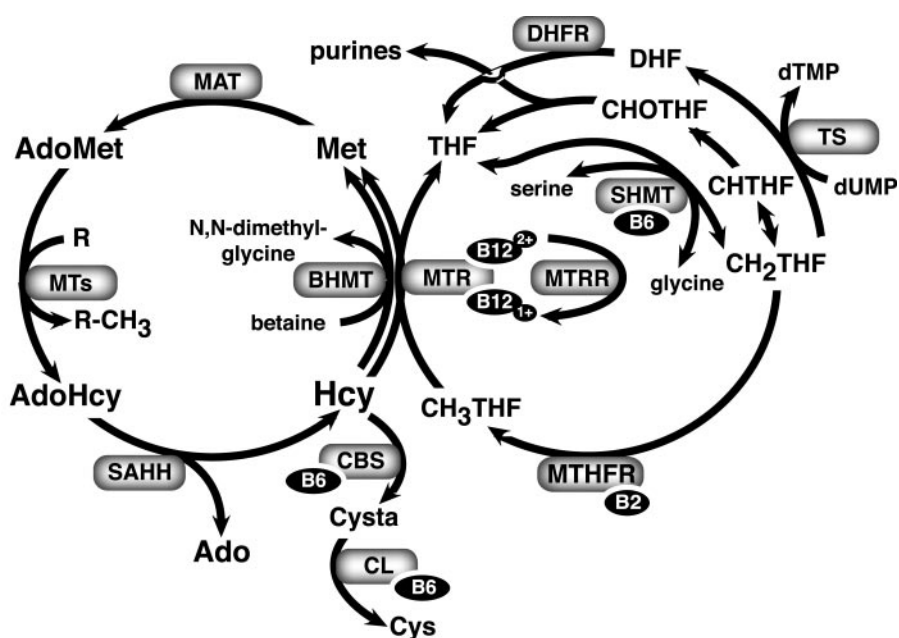 DHFR
purines
DHF
dTMP
MAT
CHOTHF
TS
AdoMet
Met
THF
CHTHF
dUMP
serine
SHMT
B6
R
N,N-dimethyl-
glycine
B12 2+
CH2THF
MTs
BHMT
MTR
MTRR
glycine
B12 1+
R-CH3
betaine
AdoHcy
Hcy
CH3THF
SAHH
CBS
B6
MTHFR
B2
Cysta
Ado
CL
B6
Cys